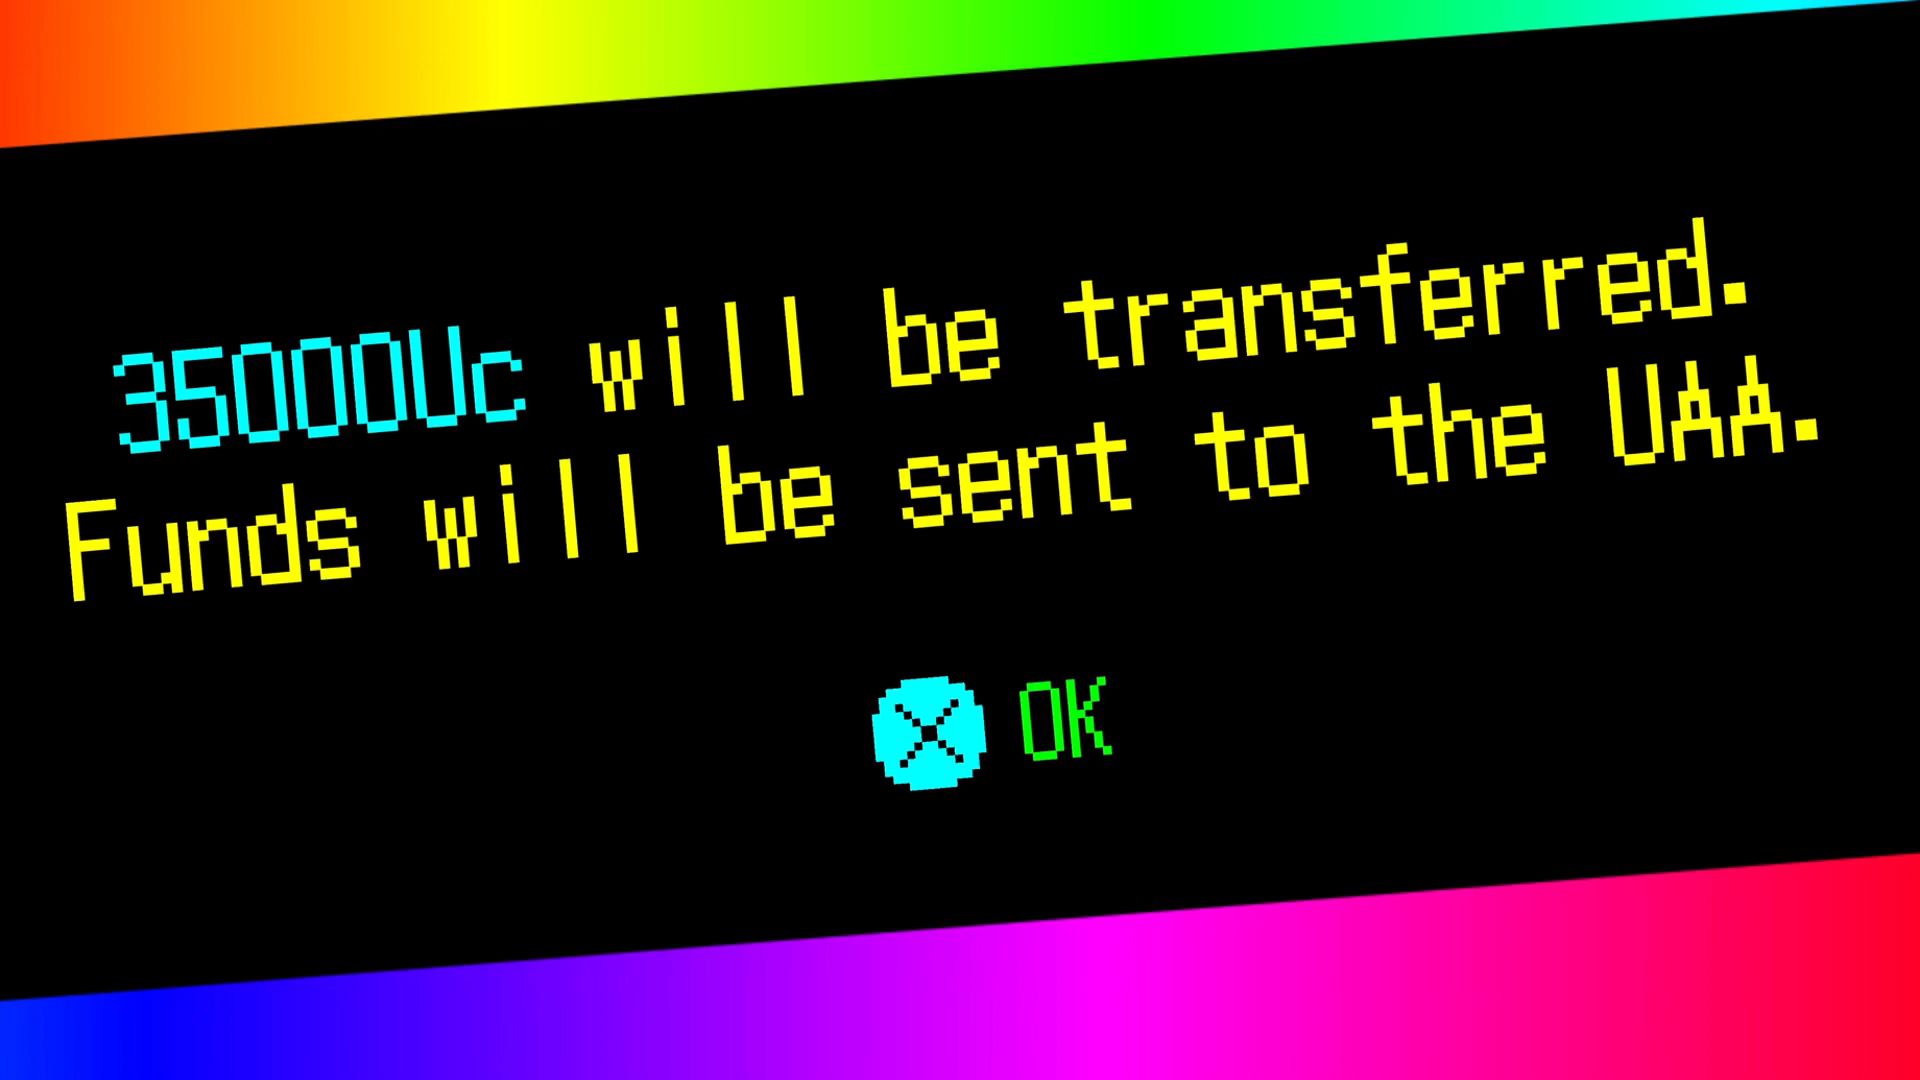 35000Uc will be transferred.
Funds will be sent to the UAA.
OK